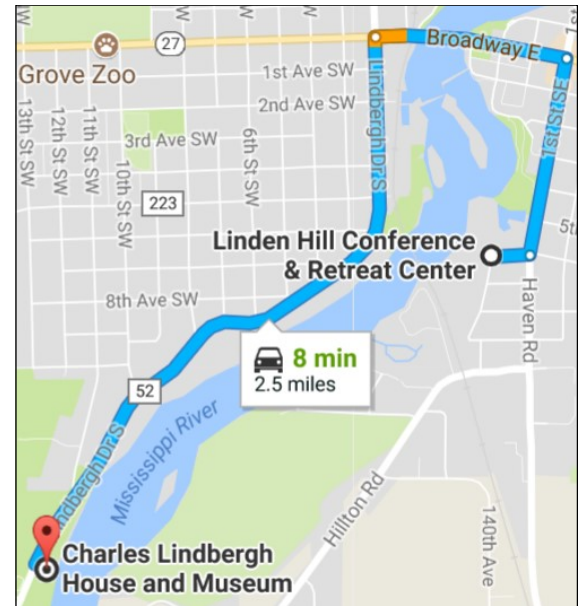 27
Broadway E
Grove Zoo
1st Ave SW
2nd Ave SW
Lindbergh Dr S
1st St SE
13th St SW
12th St SW
11th St SW
10th St SW
3rd Ave SW
6th St SW
223
Linden Hill Conference
& Retreat Center
8th Ave SW
Haven Rd
8 min
2.5 miles
52
Lindbergh Dr S
Mississippi River
Hillton Rd
140th Ave
Charles Lindbergh
House and Museum